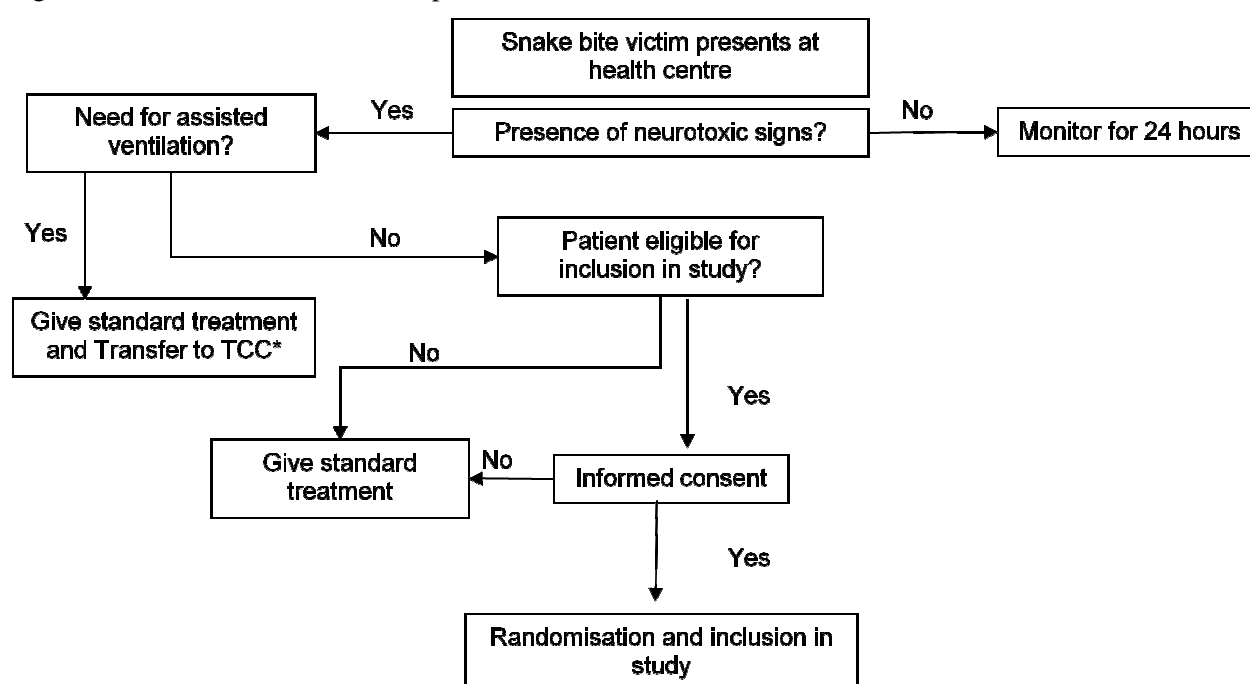 Snake bite victim presents at
health centre
Need for assisted
ventilation?
Yes
Presence of neurotoxic signs?
No
Monitor for 24 hours
Yes
No
Patient eligible for
inclusion in study?
Give standard treatment
and Transfer to TCC*
No
Yes
Give standard
treatment
No
Informed consent
Yes
Randomisation and inclusion in
study